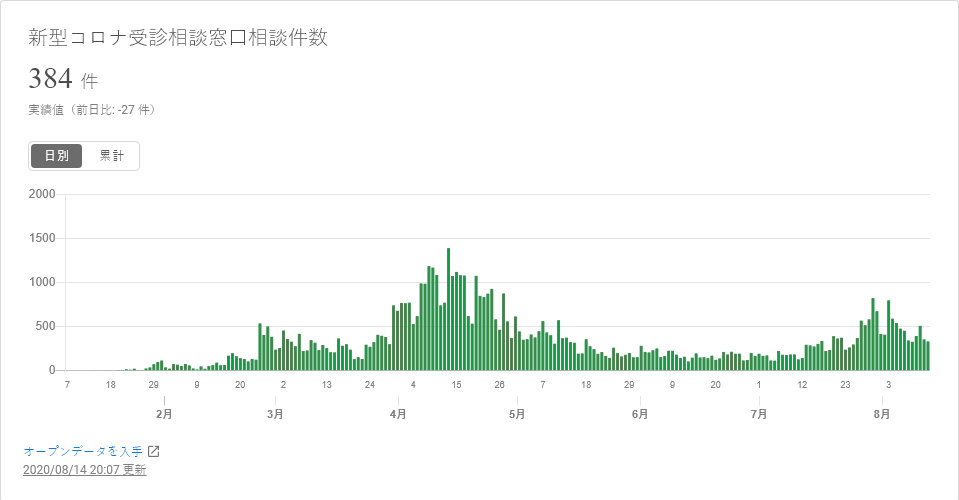 新型コロナ受診相談窓口相談件数
384 件
実績値（前日比: -27 件）
日別 累計
2000
1500
1000
500
0
7 18 29 9 20 2 13 24 4 15 26 7 18 29 9 20 1 12 23 3
2月 3月 4月 5月 6月 7月 8月
オープンデータを入手
2020/08/14 20:07 更新